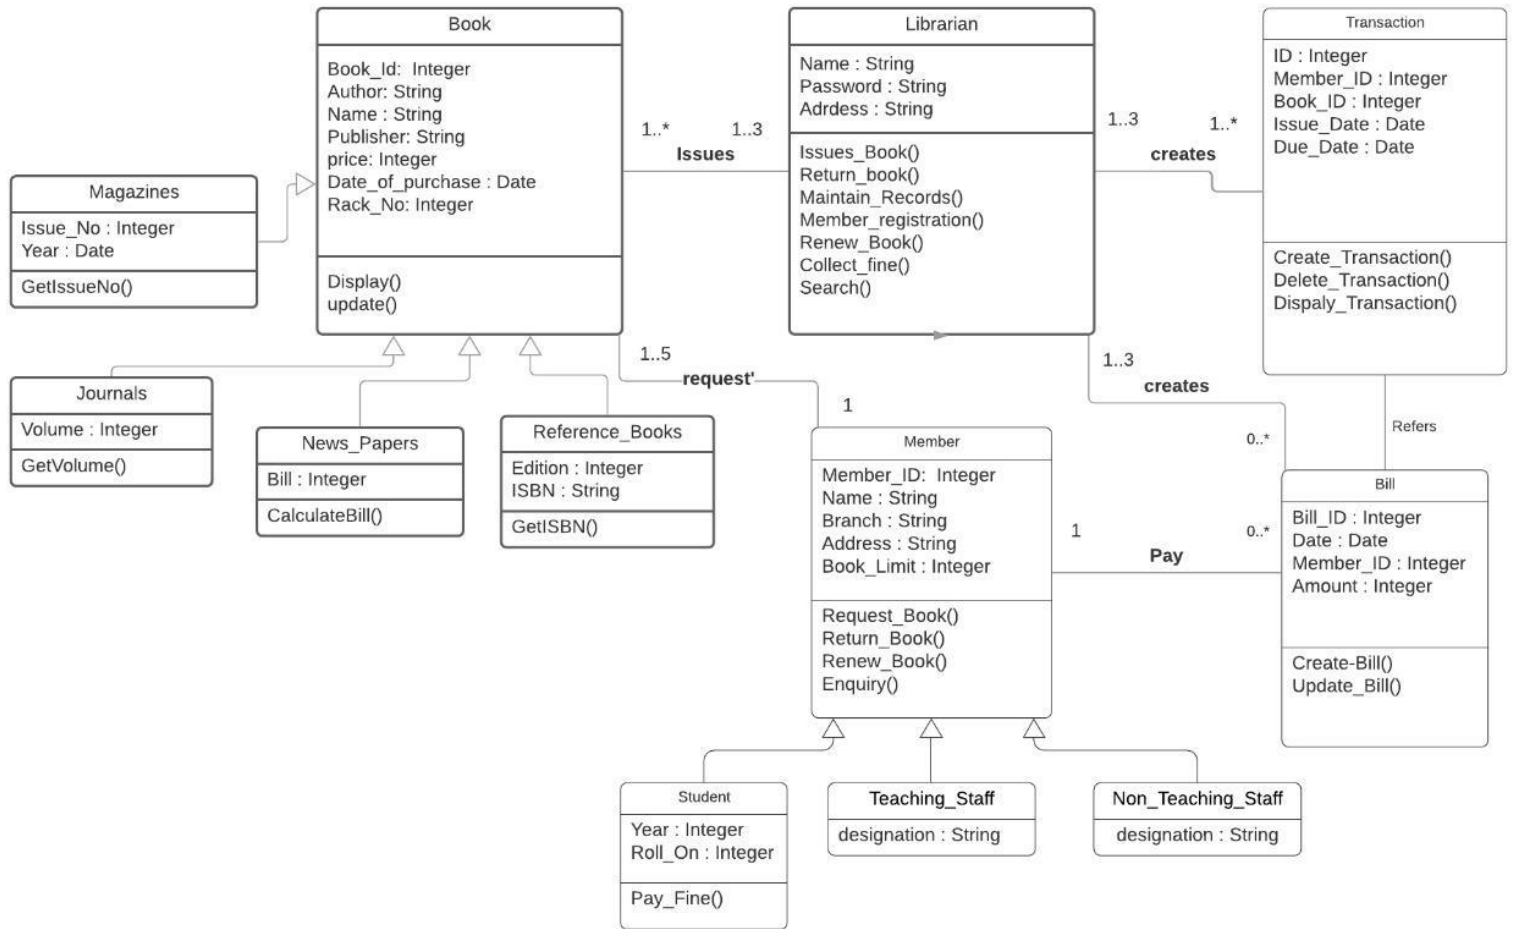 Book
Book_Id:  Integer
Author: String
Name : String
Publisher: String
price: Integer
Date_of_purchase : Date
Rack_No: Integer
Display()
update()
1..*
1..3
Issues
Librarian
Name : String
Password : String
Adrdess : String
Issues_Book()
Return_book()
Maintain_Records()
Member_registration()
Renew_Book()
Collect_fine()
Search()
1..3
1..*
creates
Transaction
ID : Integer
Member_ID : Integer
Book_ID : Integer
Issue_Date : Date
Due_Date : Date
Create_Transaction()
Delete_Transaction()
Dispaly_Transaction()
Magazines
Issue_No : Integer
Year : Date
GetIssueNo()
Journals
Volume : Integer
GetVolume()
News_Papers
Bill : Integer
CalculateBill()
Reference_Books
Edition : Integer
ISBN : String
GetISBN()
1..5
request'
1
1..3
creates
0..*
Refers
Member
Member_ID:  Integer
Name : String
Branch : String
Address : String
Book_Limit : Integer
Request_Book()
Return_Book()
Renew_Book()
Enquiry()
1
0..*
Pay
Bill
Bill_ID : Integer
Date : Date
Member_ID : Integer
Amount : Integer
Create-Bill()
Update_Bill()
Student
Year : Integer
Roll_On : Integer
Pay_Fine()
Teaching_Staff
designation : String
Non_Teaching_Staff
designation : String